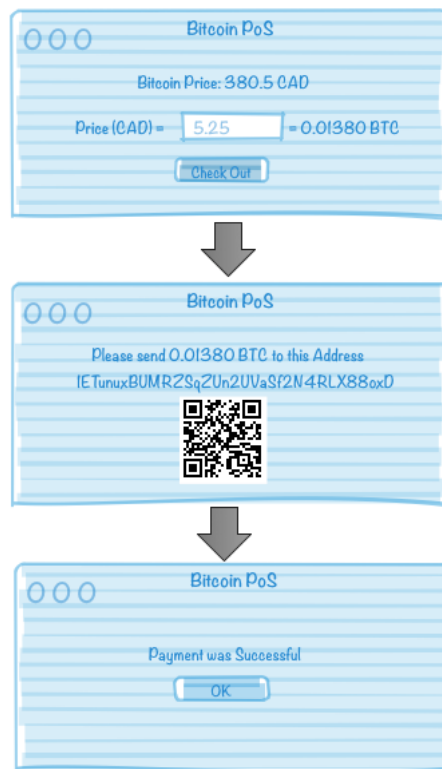 Bitcoin PoS
Bitcoin Price: 380.5 CAD
Price (CAD) = 5.25 = 0.01380 BTC
Check Out
Bitcoin PoS
Please send 0.01380 BTC to this Address
1ETunuxBUMRZSqZUn2UVaSf2N4RLX88oxD
Bitcoin PoS
Payment was Successful
OK